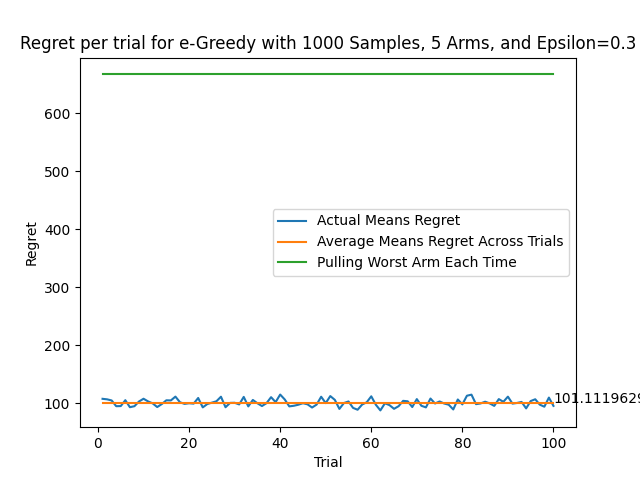 Regret per trial for e-Greedy with 1000 Samples, 5 Arms, and Epsilon=0.3
600
500
400
300
200
100
Regret
Actual Means Regret
Average Means Regret Across Trials
Pulling Worst Arm Each Time
101.1119629
0
20
40
60
80
100
Trial